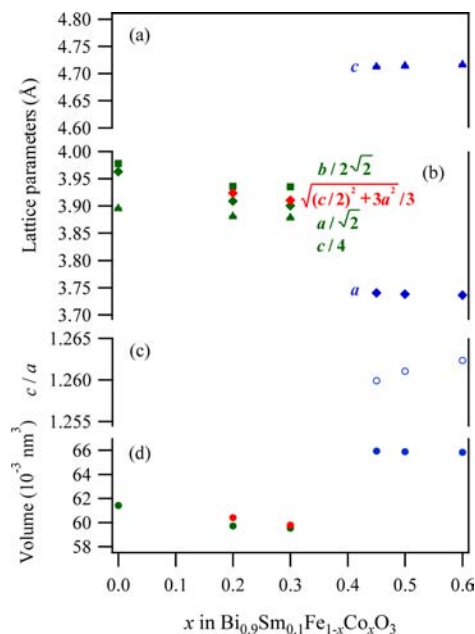 4.80
(a)
4.75
c
4.70
4.65
4.60
Lattice parameters (Å)
4.00
b / 2√2
(b)
3.95
√((c/2)² + 3a²)/3
3.90
a / √2
3.85
c / 4
3.80
a
3.75
3.70
1.265
(c)
c / a
1.260
1.255
(d)
66
Volume (10⁻³ nm³)
64
62
60
58
0.0 0.1 0.2 0.3 0.4 0.5 0.6
x in Bi₀.₉Sm₀.₁Fe₁₋ₓCoₓO₃